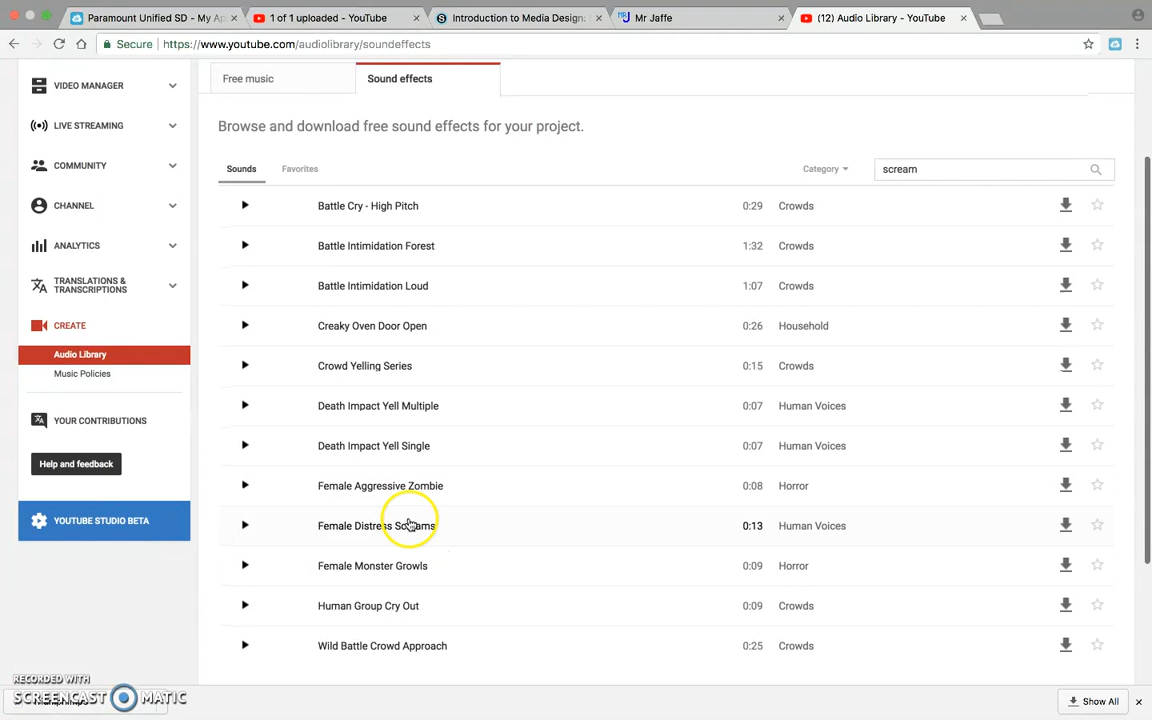 Paramount Unified SD - My Ap
1 of 1 uploaded - YouTube
Introduction to Media Design:
Mr Jaffe
(12) Audio Library - YouTube
Secure
https://www.youtube.com/audiolibrary/soundeffects
VIDEO MANAGER
LIVE STREAMING
COMMUNITY
CHANNEL
ANALYTICS
TRANSLATIONS &
TRANSCRIPTIONS
CREATE
Audio Library
Music Policies
YOUR CONTRIBUTIONS
Help and feedback
YOUTUBE STUDIO BETA
Free music
Sound effects
Browse and download free sound effects for your project.
Sounds
Favorites
Category
scream
Battle Cry - High Pitch 0:29 Crowds
Battle Intimidation Forest 1:32 Crowds
Battle Intimidation Loud 1:07 Crowds
Creaky Oven Door Open 0:26 Household
Crowd Yelling Series 0:15 Crowds
Death Impact Yell Multiple 0:07 Human Voices
Death Impact Yell Single 0:07 Human Voices
Female Aggressive Zombie 0:08 Horror
Female Distress Screams 0:13 Human Voices
Female Monster Growls 0:09 Horror
Human Group Cry Out 0:09 Crowds
Wild Battle Crowd Approach 0:25 Crowds
RECORDED WITH
SCREENCAST MATIC
Show All